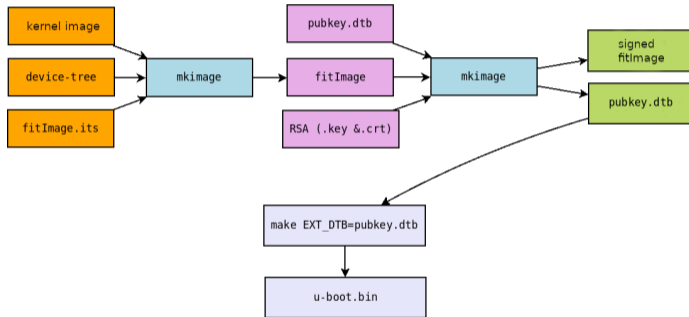 kernel image
device-tree
fitImage.its
mkimage
pubkey.dtb
fitImage
RSA (.key &.crt)
mkimage
signed
fitImage
pubkey.dtb
make EXT_DTB=pubkey.dtb
u-boot.bin